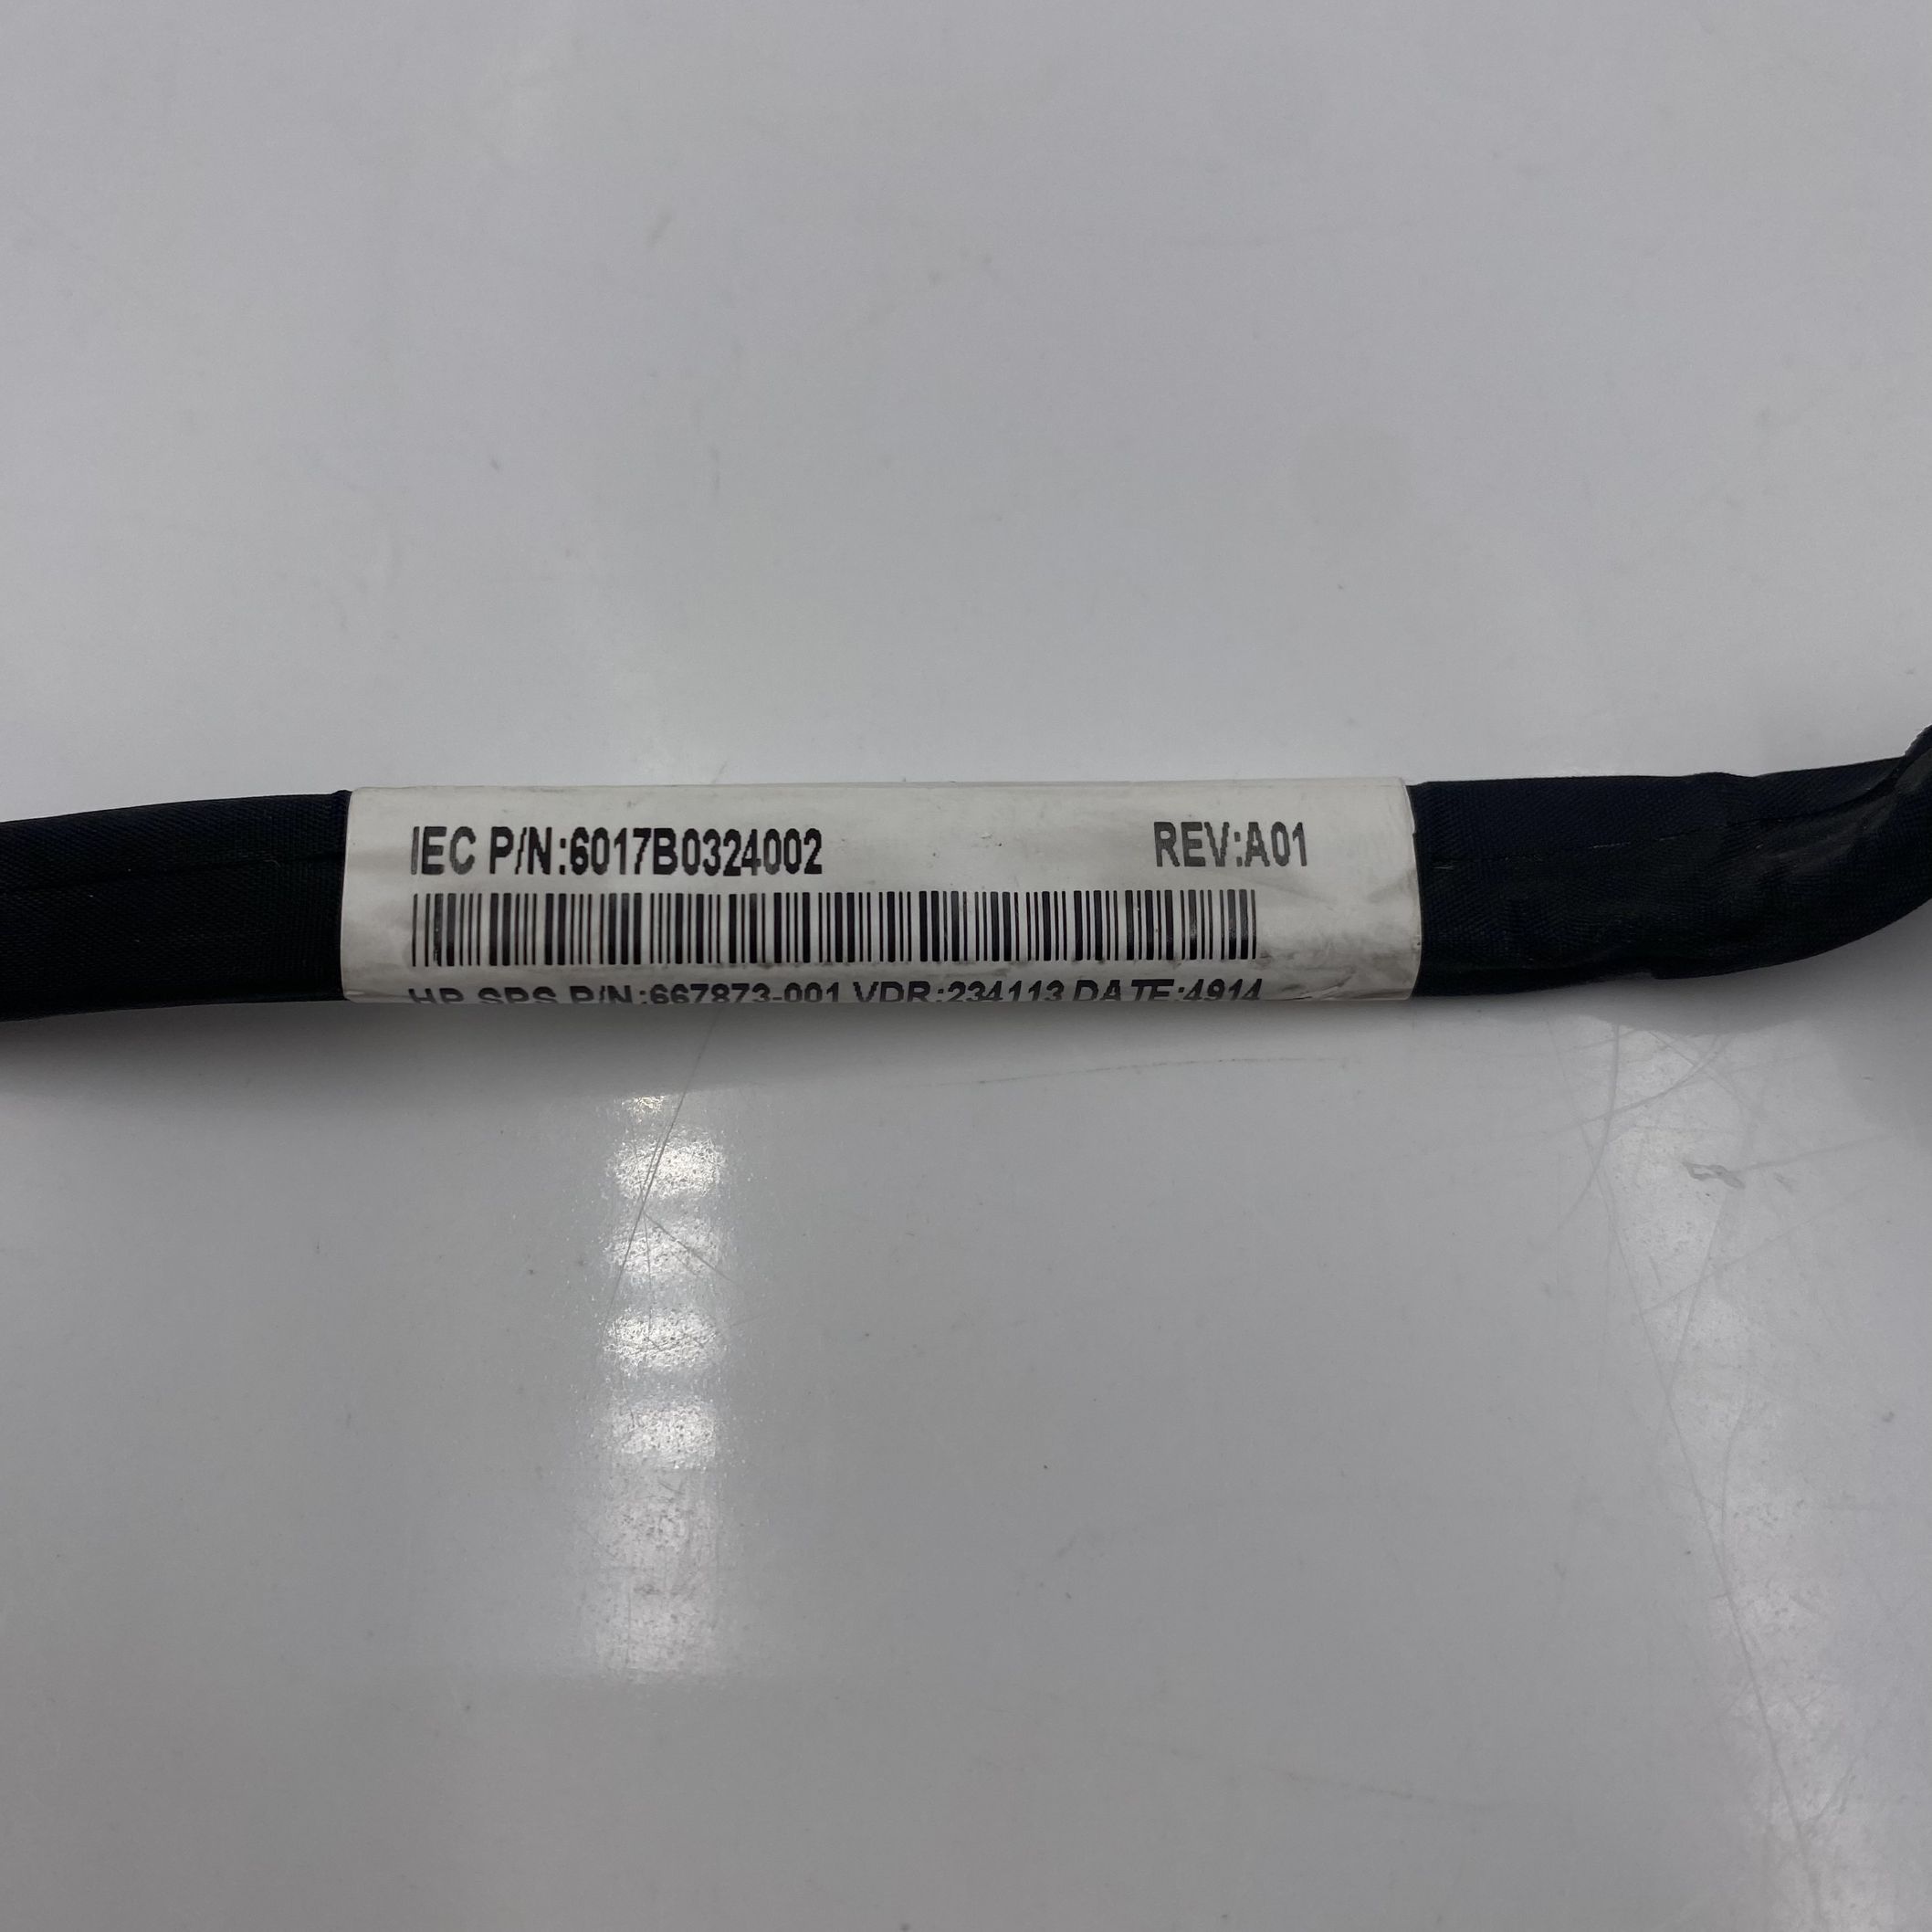 IEC P/N:6017B0324002 REV:A01
HP SPS P/N:667873-001 VDR:234113 DATE:4914